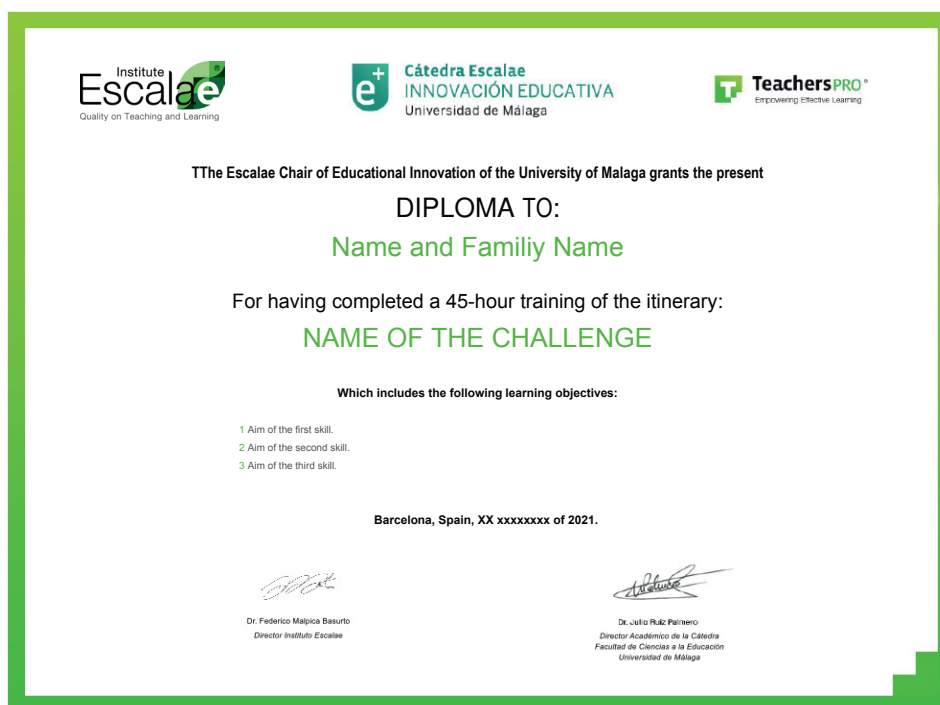 Institute
Escalae
Quality on Teaching and Learning
e+
Cátedra Escalae
INNOVACIÓN EDUCATIVA
Universidad de Málaga
TeachersPRO®
Empowering Effective Learning
TThe Escalae Chair of Educational Innovation of the University of Malaga grants the present
DIPLOMA TO:
Name and Familiy Name
For having completed a 45-hour training of the itinerary:
NAME OF THE CHALLENGE
Which includes the following learning objectives:
1 Aim of the first skill.
2 Aim of the second skill.
3 Aim of the third skill.
Barcelona, Spain, XX xxxxxxxx of 2021.
Dr. Federico Malpica Basurto
Director Instituto Escalae
Dr. Julio Ruiz Palmero
Director Académico de la Cátedra
Facultad de Ciencias a la Educación
Universidad de Málaga